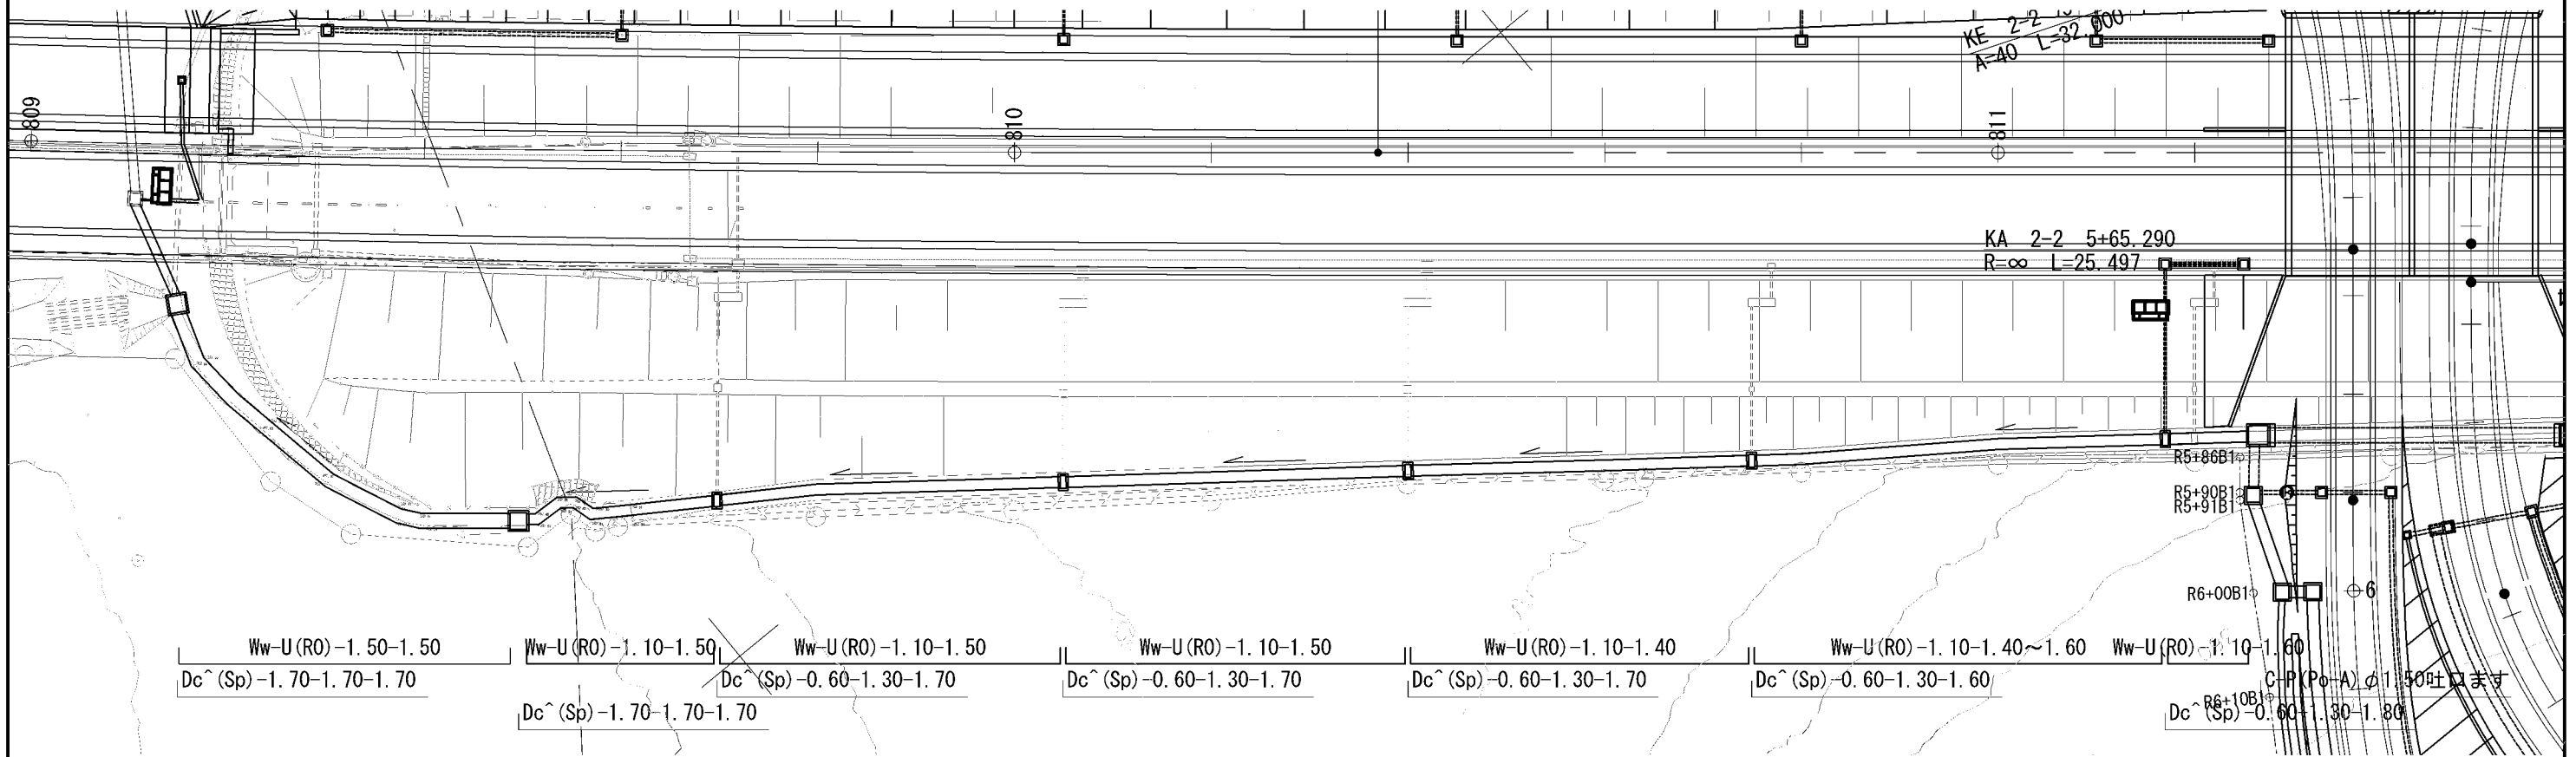 KE 2-2
A=40 L=32.000
809
810
811
KA 2-2 5+65.290
R=∞ L=25.497
R5+86B1
R5+90B1
R5+91B1
R6+00B1
6
Ww-U(RO)-1.50-1.50
Ww-U(RO)-1.10-1.50
Ww-U(RO)-1.10-1.50
Ww-U(RO)-1.10-1.50
Ww-U(RO)-1.10-1.40
Ww-U(RO)-1.10-1.40～1.60
Ww-U(RO)-1.10-1.60
Dc^(Sp)-1.70-1.70-1.70
Dc^(Sp)-0.60-1.30-1.70
Dc^(Sp)-0.60-1.30-1.70
Dc^(Sp)-0.60-1.30-1.70
Dc^(Sp)-0.60-1.30-1.60
C-P(Po-A)φ1.50吐口ます
R6+10B1
Dc^(Sp)-1.70-1.70-1.70
Dc^(Sp)-0.60-1.30-1.80